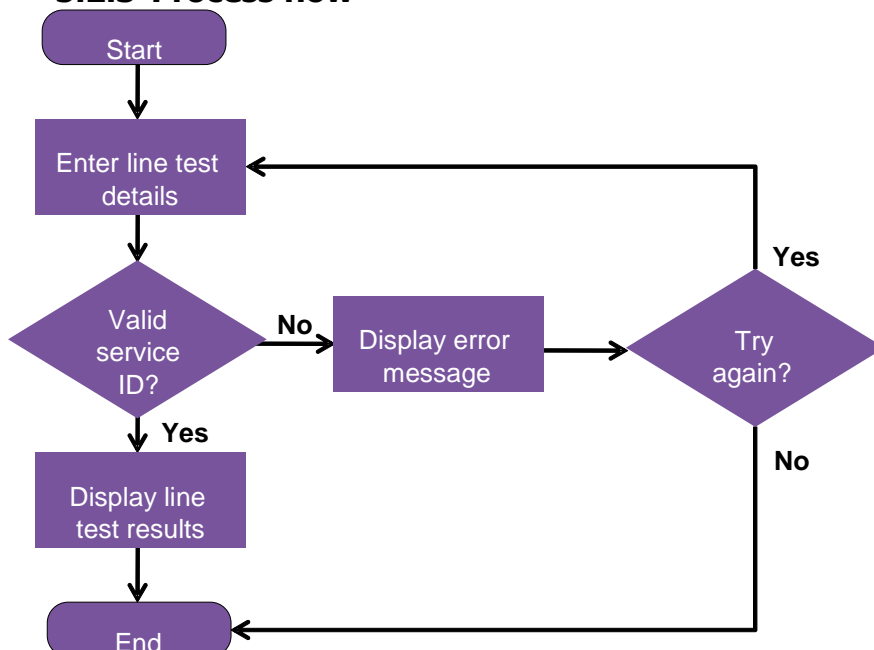 Start
Enter line test
details
Yes
Valid
service
ID?
No
Display error
message
Try
again?
Yes
No
Display line
test results
End